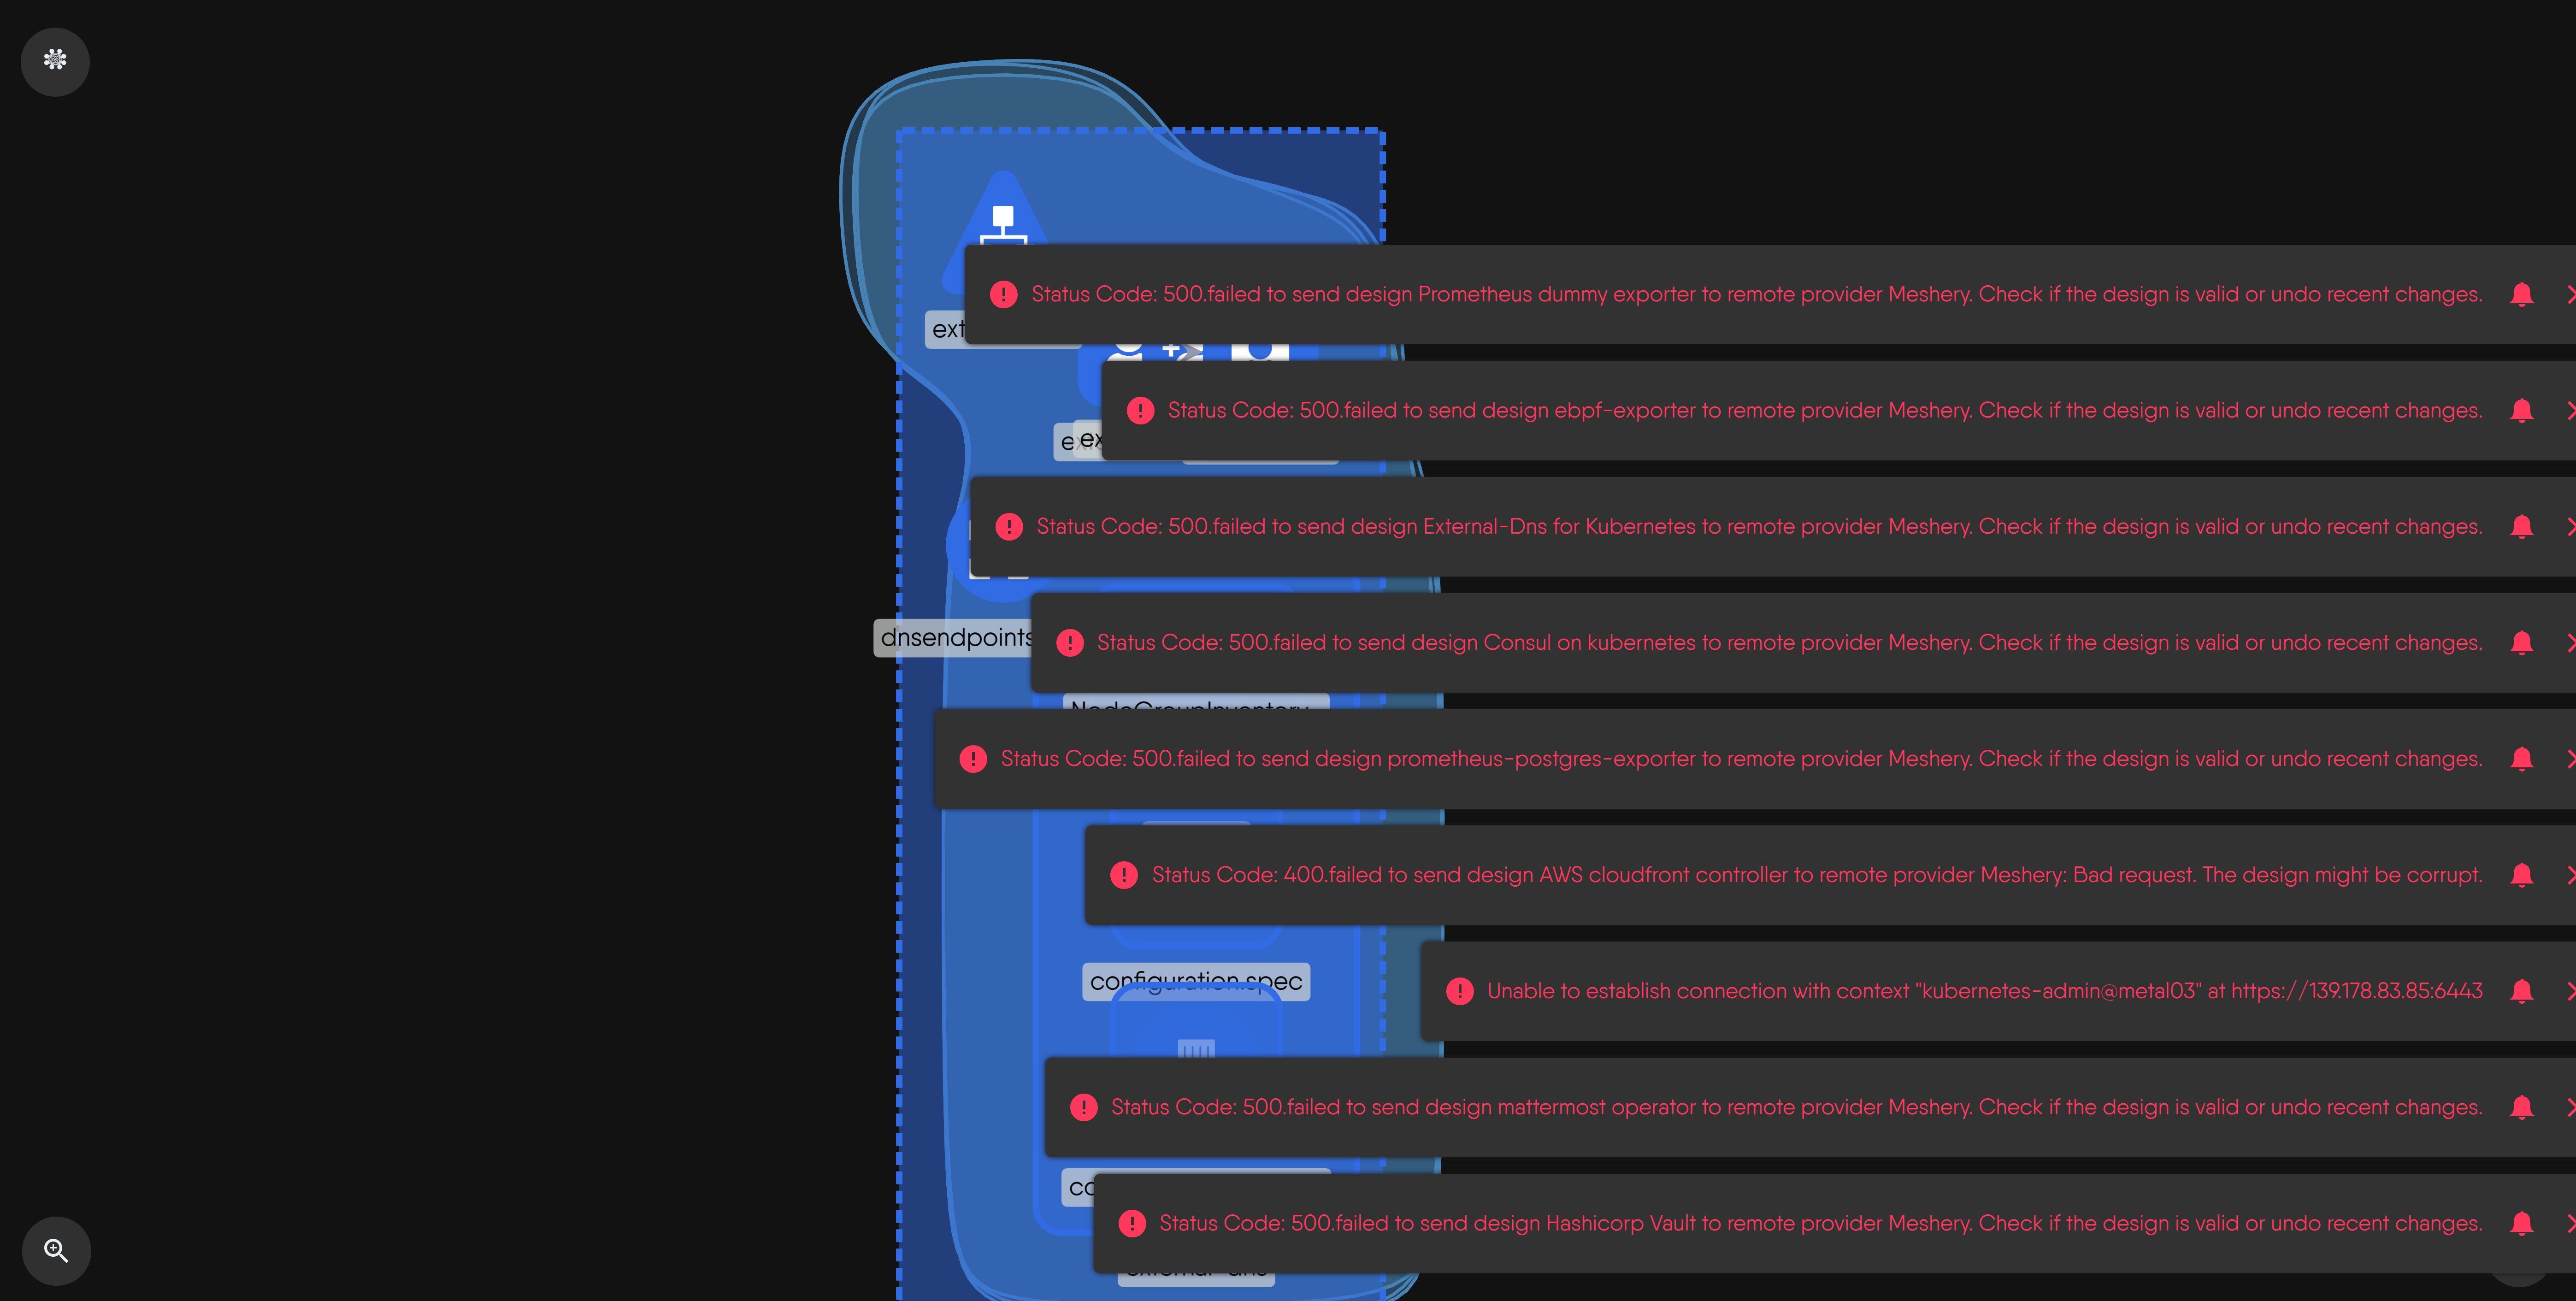 Status Code: 500.failed to send design Prometheus dummy exporter to remote provider Meshery. Check if the design is valid or undo recent changes.
ext
Status Code: 500.failed to send design ebpf-exporter to remote provider Meshery. Check if the design is valid or undo recent changes.
ex
Status Code: 500.failed to send design External-Dns for Kubernetes to remote provider Meshery. Check if the design is valid or undo recent changes.
dnsendpoints
Status Code: 500.failed to send design Consul on kubernetes to remote provider Meshery. Check if the design is valid or undo recent changes.
NodeGroupInventory
Status Code: 500.failed to send design prometheus-postgres-exporter to remote provider Meshery. Check if the design is valid or undo recent changes.
Status Code: 400.failed to send design AWS cloudfront controller to remote provider Meshery: Bad request. The design might be corrupt.
configuration.spec
Unable to establish connection with context "kubernetes-admin@metal03" at https://139.178.83.85:6443
Status Code: 500.failed to send design mattermost operator to remote provider Meshery. Check if the design is valid or undo recent changes.
co
Status Code: 500.failed to send design Hashicorp Vault to remote provider Meshery. Check if the design is valid or undo recent changes.
external-dns